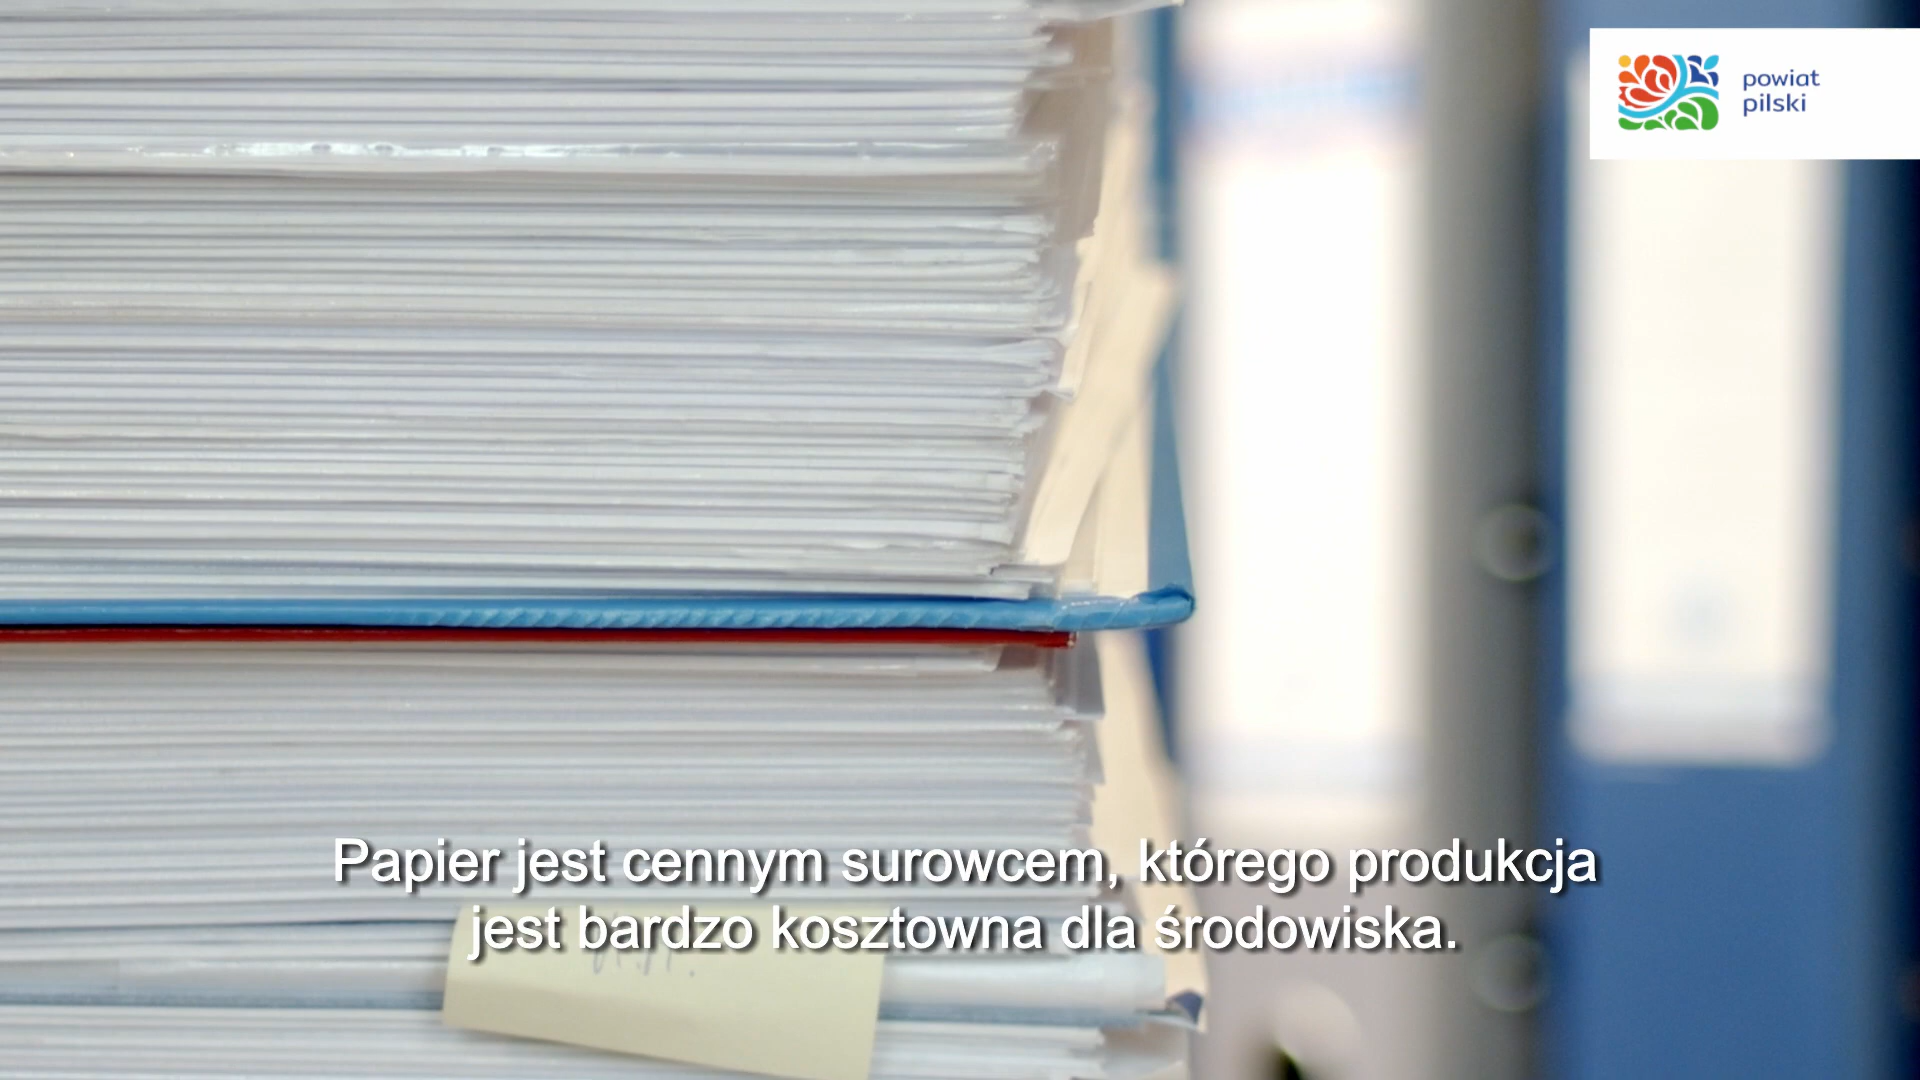 powiat
pilski
Papier jest cennym surowcem, którego produkcja
jest bardzo kosztowna dla środowiska.